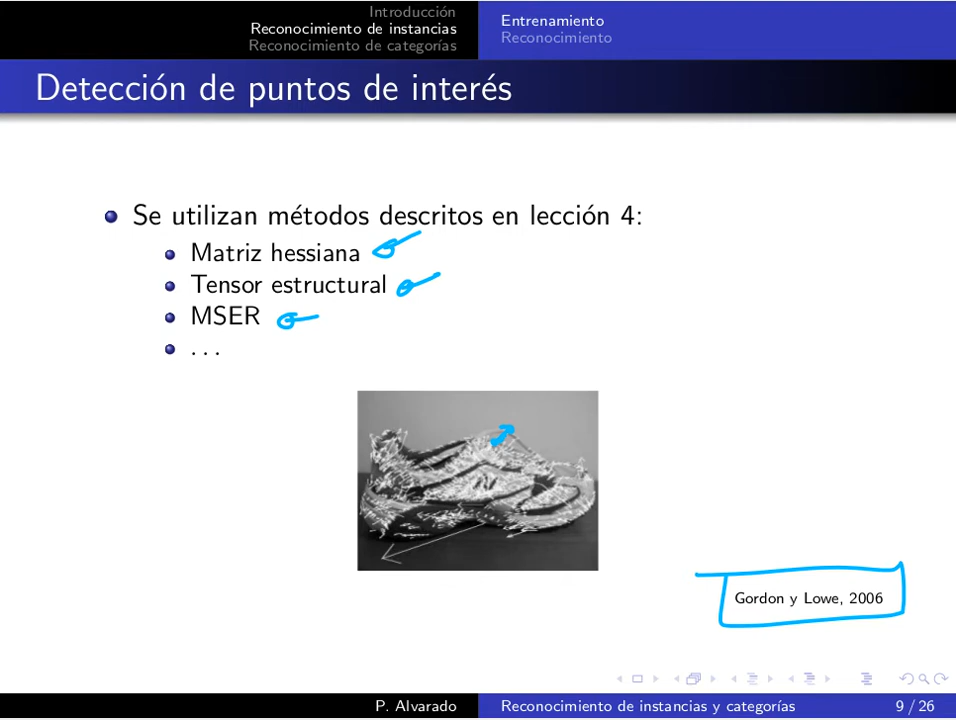 Introducción
Reconocimiento de instancias
Reconocimiento de categorías
Entrenamiento
Reconocimiento
Detección de puntos de interés
Se utilizan métodos descritos en lección 4:
Matriz hessiana
Tensor estructural
MSER
. . .
Gordon y Lowe, 2006
P. Alvarado
Reconocimiento de instancias y categorías
9 / 26